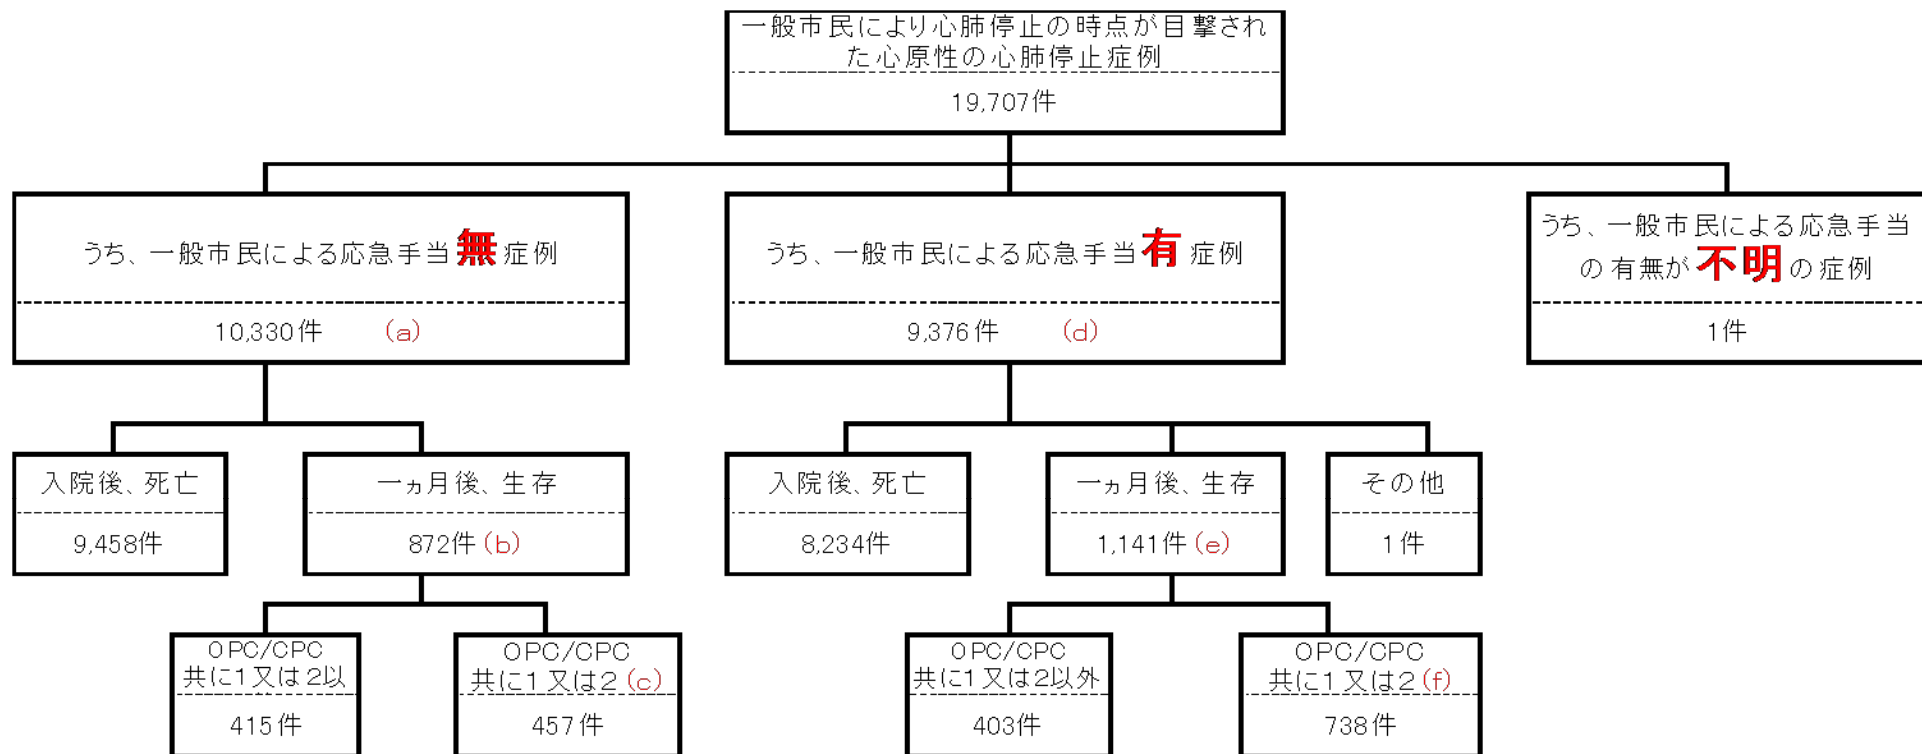 一般市民により心肺停止の時点が目撃され
た心原性の心肺停止症例
19,707件
うち、一般市民による応急手当無症例
10,330件 (a)
うち、一般市民による応急手当有症例
9,376件 (d)
うち、一般市民による応急手当
の有無が不明の症例
1件
入院後、死亡
9,458件
一ヵ月後、生存
872件(b)
入院後、死亡
8,234件
一ヵ月後、生存
1,141件(e)
その他
1件
OPC/CPC
共に1又は2以
415件
OPC/CPC
共に1又は2(c)
457件
OPC/CPC
共に1又は2以外
403件
OPC/CPC
共に1又は2(f)
738件